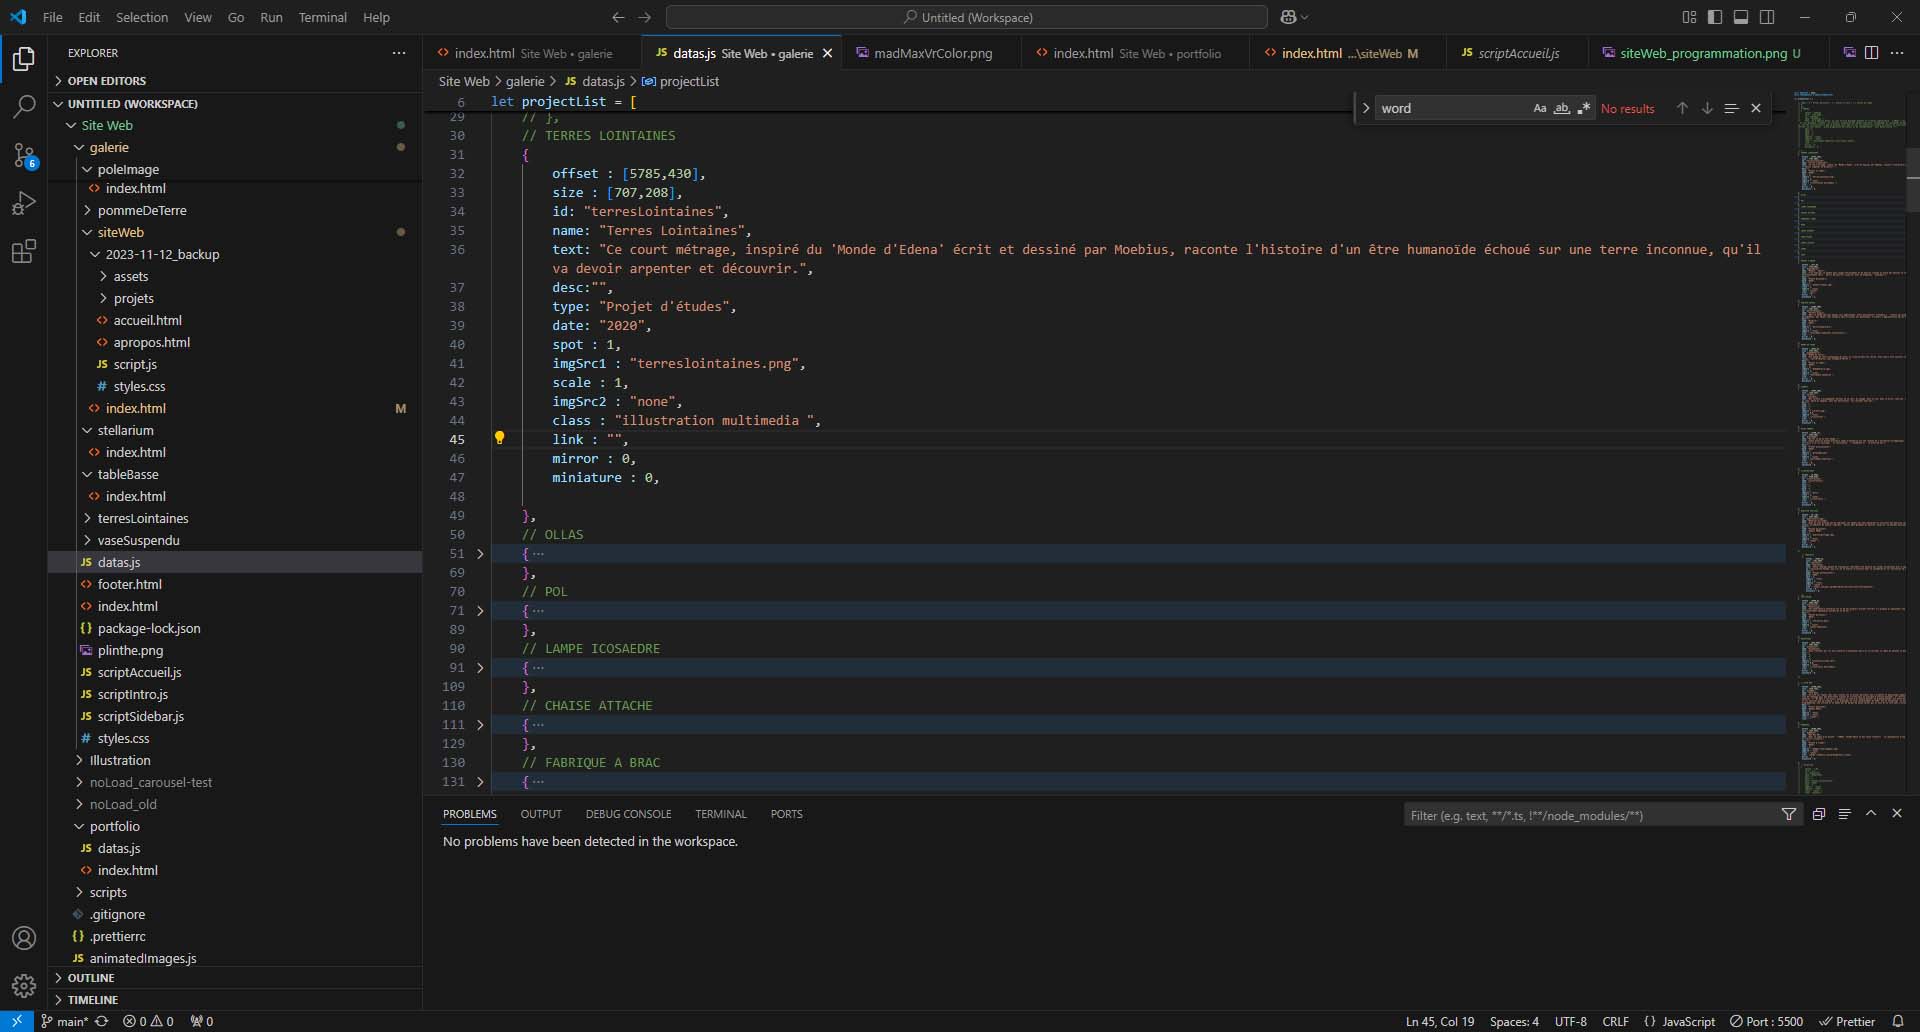 File Edit Selection View Go Run Terminal Help
Untitled (Workspace)
EXPLORER
OPEN EDITORS
UNTITLED (WORKSPACE)
Site Web
galerie
poleImage
index.html
pommeDeTerre
siteWeb
2023-11-12_backup
assets
projets
accueil.html
apropos.html
JS script.js
# styles.css
index.html M
stellarium
index.html
tableBasse
index.html
terresLointaines
vaseSuspendu
JS datas.js
footer.html
index.html
{} package-lock.json
plinthe.png
JS scriptAccueil.js
JS scriptIntro.js
JS scriptSidebar.js
# styles.css
Illustration
noLoad_carousel-test
noLoad_old
portfolio
JS datas.js
index.html
scripts
.gitignore
{} .prettierrc
JS animatedImages.js
OUTLINE
TIMELINE
6
index.html Site Web • galerie
JS datas.js Site Web • galerie
madMaxVrColor.png
index.html Site Web • portfolio
index.html ...\siteWeb M
JS scriptAccueil.js
siteWeb_programmation.png U
Site Web > galerie > JS datas.js > projectList
word Aa ab .* No results
6 let projectList = [
29 // },
30 // TERRES LOINTAINES
31 {
32 offset : [5785,430],
33 size : [707,208],
34 id: "terresLointaines",
35 name: "Terres Lointaines",
36 text: "Ce court métrage, inspiré du 'Monde d'Edena' écrit et dessiné par Moebius, raconte l'histoire d'un être humanoïde échoué sur une terre inconnue, qu'il
va devoir arpenter et découvrir.",
37 desc:"",
38 type: "Projet d'études",
39 date: "2020",
40 spot : 1,
41 imgSrc1 : "terreslointaines.png",
42 scale : 1,
43 imgSrc2 : "none",
44 class : "illustration multimedia ",
45 link : "",
46 mirror : 0,
47 miniature : 0,
48
49 },
50 // OLLAS
51 { ...
69 },
70 // POL
71 { ...
89 },
90 // LAMPE ICOSAEDRE
91 { ...
109 },
110 // CHAISE ATTACHE
111 { ...
129 },
130 // FABRIQUE A BRAC
131 { ...
PROBLEMS OUTPUT DEBUG CONSOLE TERMINAL PORTS
Filter (e.g. text, **/*.ts, !**/node_modules/**)
No problems have been detected in the workspace.
main* 0 0 0
Ln 45, Col 19 Spaces: 4 UTF-8 CRLF {} JavaScript Port : 5500 Prettier